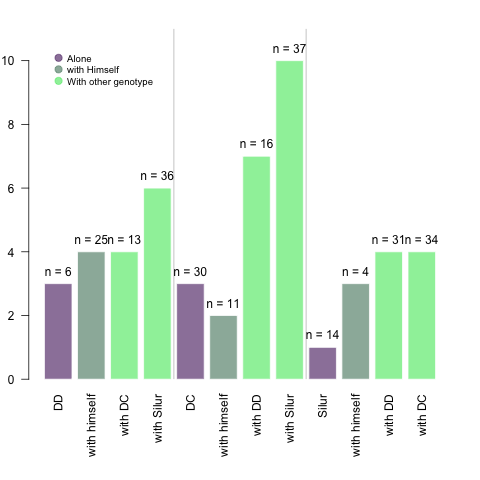 Alone
with Himself
With other genotype
10
8
6
4
2
0
n = 6
n = 25
n = 13
n = 36
n = 30
n = 11
n = 16
n = 37
n = 14
n = 4
n = 31
n = 34
DD
with himself
with DC
with Silur
DC
with himself
with DD
with Silur
Silur
with himself
with DD
with DC